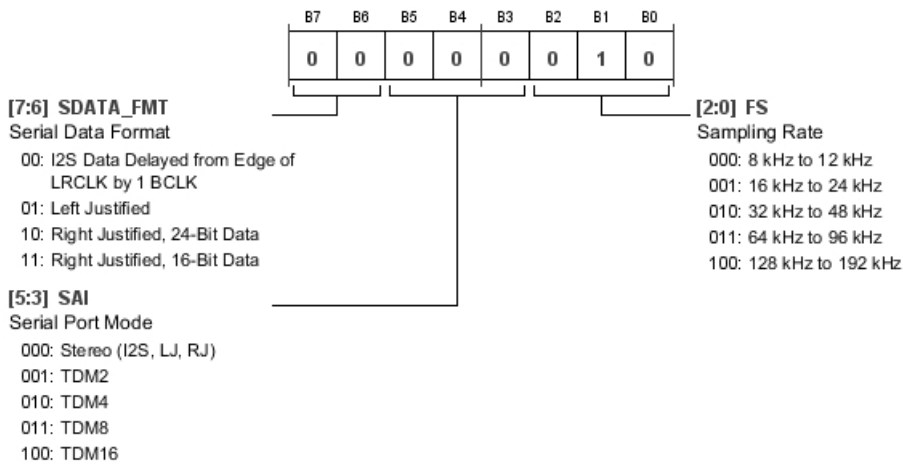 B7 B6 B5 B4 B3 B2 B1 B0
0 0 0 0 0 0 1 0
[7:6] SDATA_FMT
Serial Data Format
00: I2S Data Delayed from Edge of
LRCLK by 1 BCLK
01: Left Justified
10: Right Justified, 24-Bit Data
11: Right Justified, 16-Bit Data
[5:3] SAI
Serial Port Mode
000: Stereo (I2S, LJ, RJ)
001: TDM2
010: TDM4
011: TDM8
100: TDM16
[2:0] FS
Sampling Rate
000: 8 kHz to 12 kHz
001: 16 kHz to 24 kHz
010: 32 kHz to 48 kHz
011: 64 kHz to 96 kHz
100: 128 kHz to 192 kHz